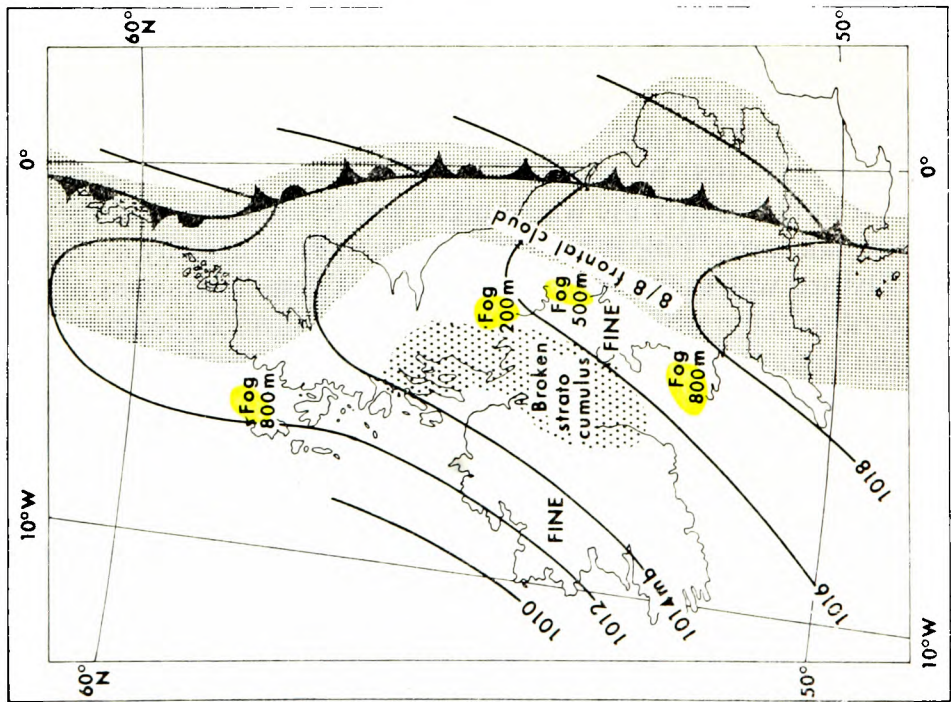 60°
N
0°
10°W
60°
N
50°
0°
50°
10°W
Fog
800m
8/8 frontal cloud
Fog
200m
Fog
500m
FINE
Broken
strato
cumulus
Fog
800m
FINE
1010
1012
1014mb
1016
1018